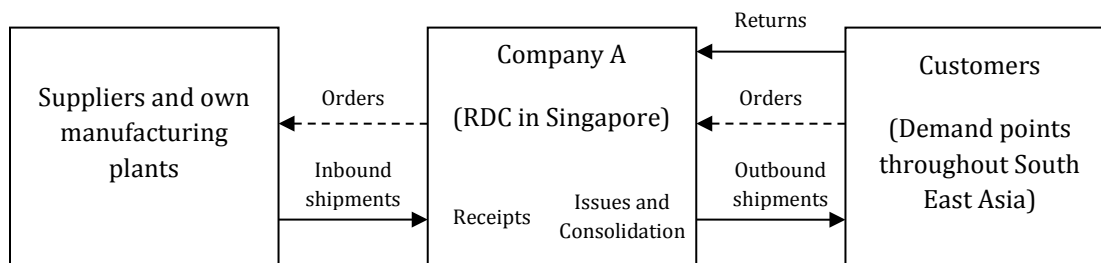 Suppliers and own
manufacturing
plants
Orders
Inbound
shipments
Company A
(RDC in Singapore)
Receipts
Issues and
Consolidation
Returns
Orders
Outbound
shipments
Customers
(Demand points
throughout South
East Asia)